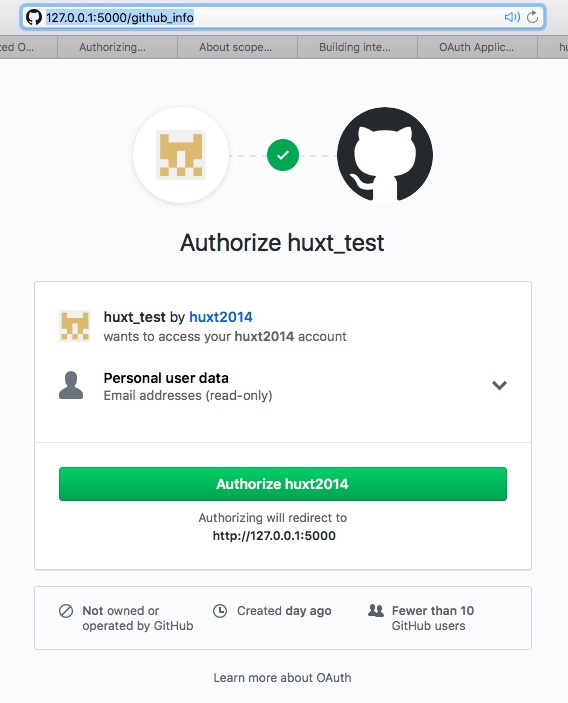 127.0.0.1:5000/github_info
zed O...
Authorizing...
About scope...
Building inte...
OAuth Applic...
hu
Authorize huxt_test
huxt_test by huxt2014
wants to access your huxt2014 account
Personal user data
Email addresses (read-only)
Authorize huxt2014
Authorizing will redirect to
http://127.0.0.1:5000
Not owned or
operated by GitHub
Created day ago
Fewer than 10
GitHub users
Learn more about OAuth